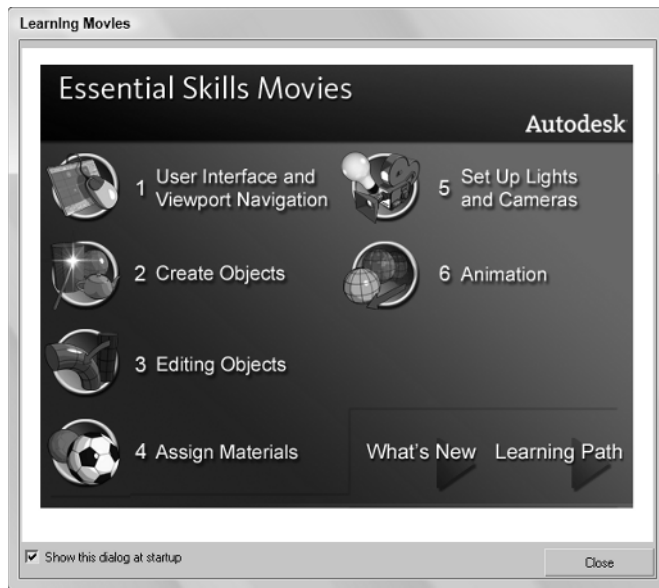 Learning Movies
Essential Skills Movies
Autodesk
1 User Interface and
Viewport Navigation
2 Create Objects
3 Editing Objects
4 Assign Materials
5 Set Up Lights
and Cameras
6 Animation
What's New Learning Path
Show this dialog at startup
Close